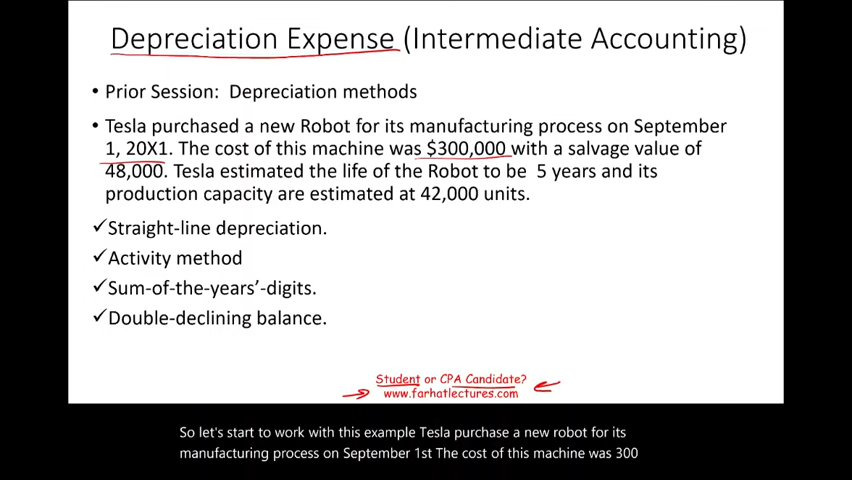 Depreciation Expense (Intermediate Accounting)
• Prior Session: Depreciation methods
• Tesla purchased a new Robot for its manufacturing process on September
1, 20X1. The cost of this machine was $300,000 with a salvage value of
48,000. Tesla estimated the life of the Robot to be 5 years and its
production capacity are estimated at 42,000 units.
✓Straight-line depreciation.
✓Activity method
✓Sum-of-the-years’-digits.
✓Double-declining balance.
Student or CPA Candidate?
www.farhatlectures.com
So let's start to work with this example Tesla purchase a new robot for its
manufacturing process on September 1st The cost of this machine was 300